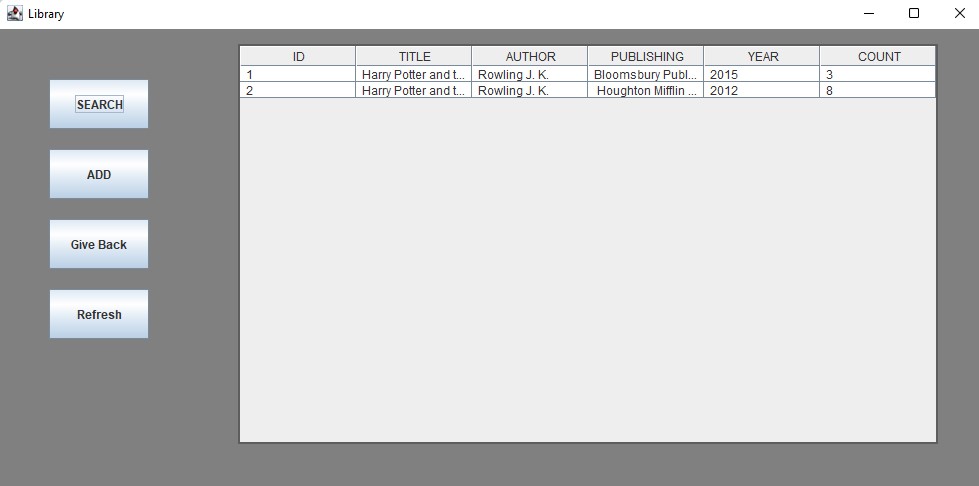 Library
SEARCH
ADD
Give Back
Refresh
ID TITLE AUTHOR PUBLISHING YEAR COUNT
1 Harry Potter and t... Rowling J. K. Bloomsbury Publ... 2015 3
2 Harry Potter and t... Rowling J. K. Houghton Mifflin ... 2012 8